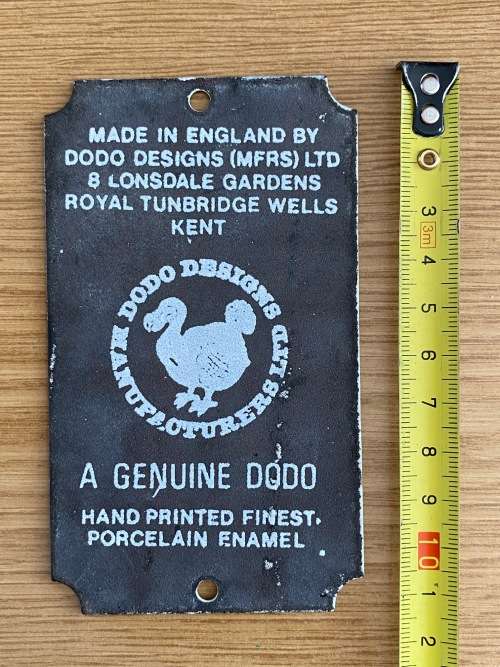 MADE IN ENGLAND BY
DODO DESIGNS (MFRS) LTD
8 LONSDALE GARDENS
ROYAL TUNBRIDGE WELLS
KENT
DODO DESIGNS
MANUFACTURERS LTD
A GENUINE DODO
HAND PRINTED FINEST.
PORCELAIN ENAMEL
3
3m
4
5
6
7
8
9
10
1
2